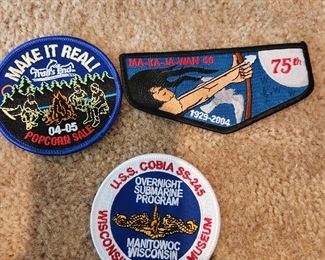 MAKE IT REAL!
Trail's End
04-05
POPCORN SALE
MA-KA-JA-WAN 40
75th
1929-2004
U.S.S. COBIA SS-245
OVERNIGHT
SUBMARINE
PROGRAM
MANITOWOC
WISCONSIN
WISCONSIN
MUSEUM